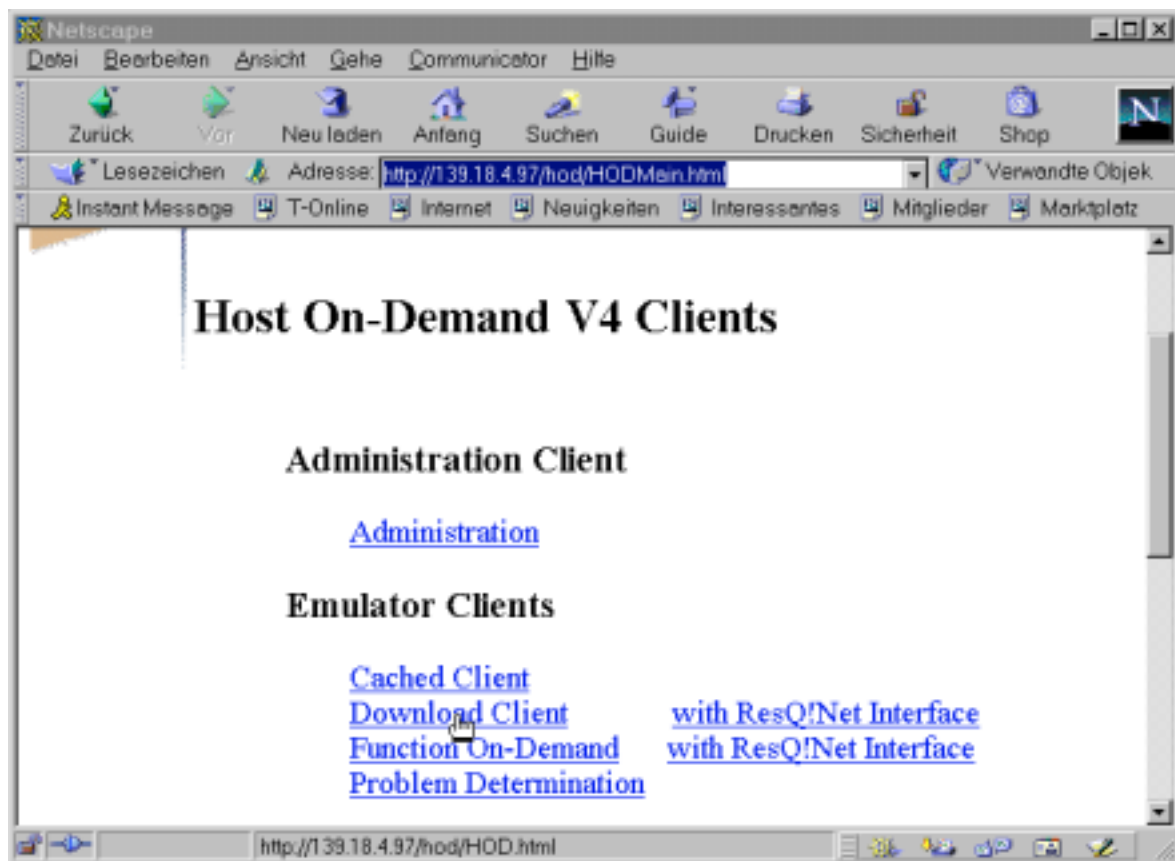 Netscape
Datei Bearbeiten Ansicht Gehe Communicator Hilfe
Zurück Vor Neu laden Anfang Suchen Guide Drucken Sicherheit Shop N
Lesezeichen Adresse: http://139.18.4.97/hod/HODMain.html Verwandte Objek
Instant Message T-Online Internet Neuigkeiten Interessantes Mitglieder Marktplatz
Host On-Demand V4 Clients
Administration Client
Administration
Emulator Clients
Cached Client
Download Client with ResQ!Net Interface
Function On-Demand with ResQ!Net Interface
Problem Determination
http://139.18.4.97/hod/HOD.html